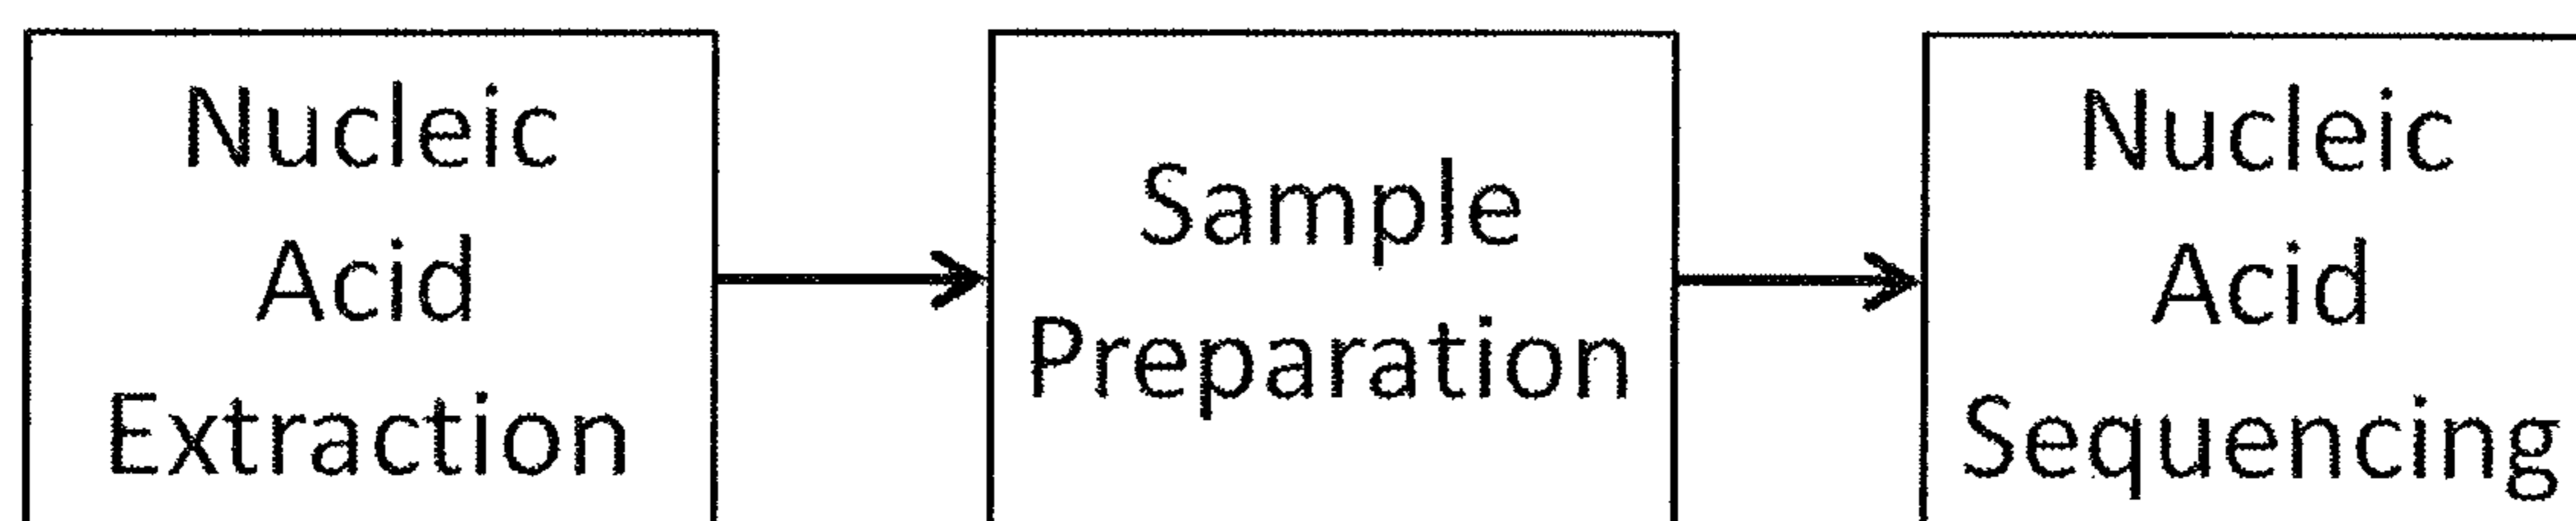 Nucleic
Acid
Extraction
Sample
Preparation
Nucleic
Acid
Sequencing